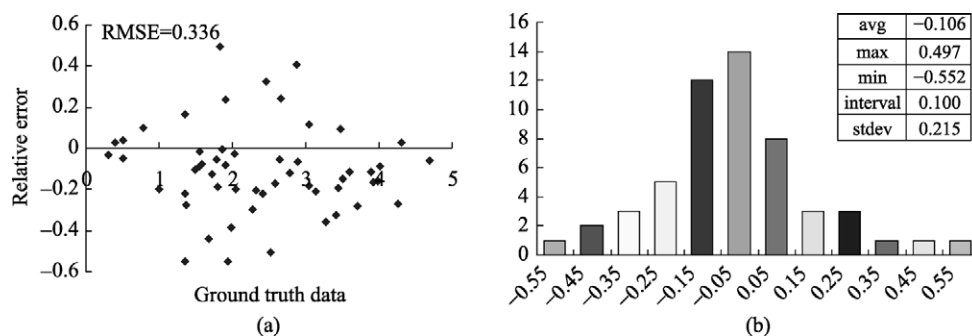 0.6
RMSE=0.336
0.4
0.2
0
−0.2
−0.4
−0.6
0 1 2 3 4 5
Relative error
Ground truth data
(a)
16
14
12
10
8
6
4
2
0
−0.55 −0.45 −0.35 −0.25 −0.15 −0.05 0.05 0.15 0.25 0.35 0.45 0.55
avg −0.106
max 0.497
min −0.552
interval 0.100
stdev 0.215
(b)